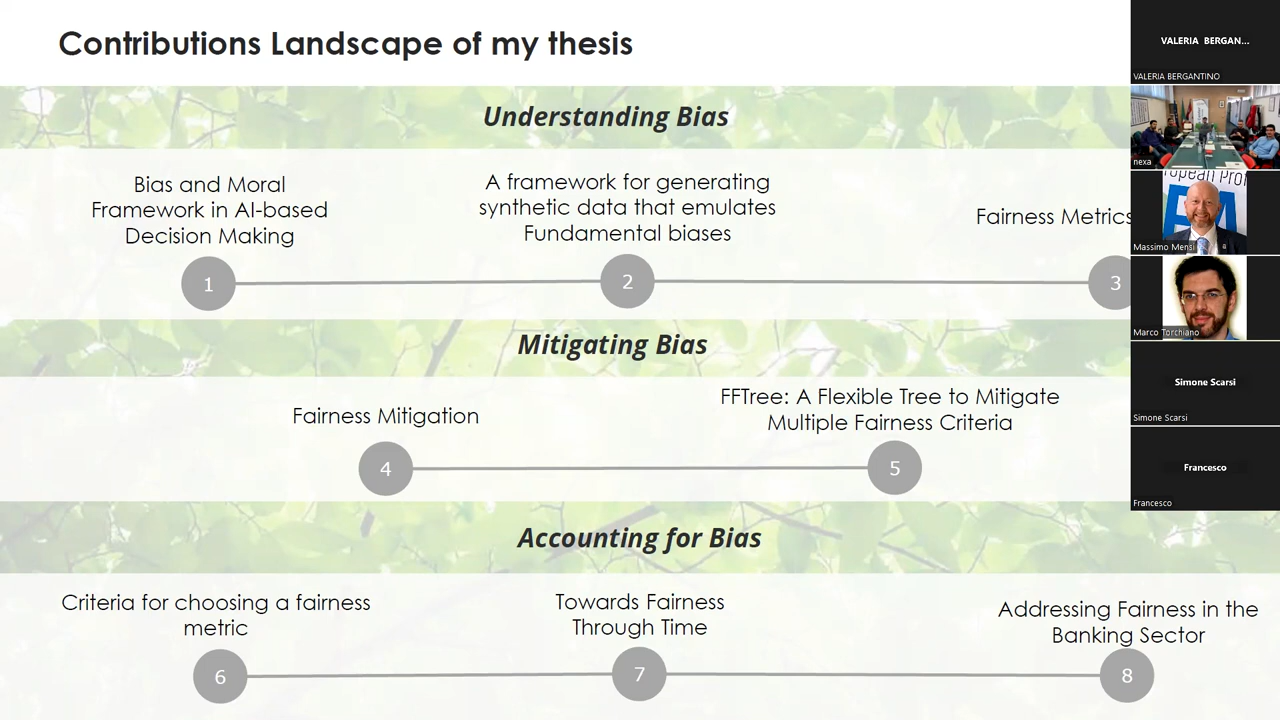 Contributions Landscape of my thesis
Understanding Bias
Bias and Moral
Framework in AI-based
Decision Making
A framework for generating
synthetic data that emulates
Fundamental biases
Fairness Metrics
1
2
3
Mitigating Bias
Fairness Mitigation
FFTree: A Flexible Tree to Mitigate
Multiple Fairness Criteria
4
5
Accounting for Bias
Criteria for choosing a fairness
metric
Towards Fairness
Through Time
Addressing Fairness in the
Banking Sector
6
7
8
VALERIA BERGAN...
VALERIA BERGANTINO
nexa
Massimo Mensi
Marco Torchiano
Simone Scarsi
Simone Scarsi
Francesco
Francesco